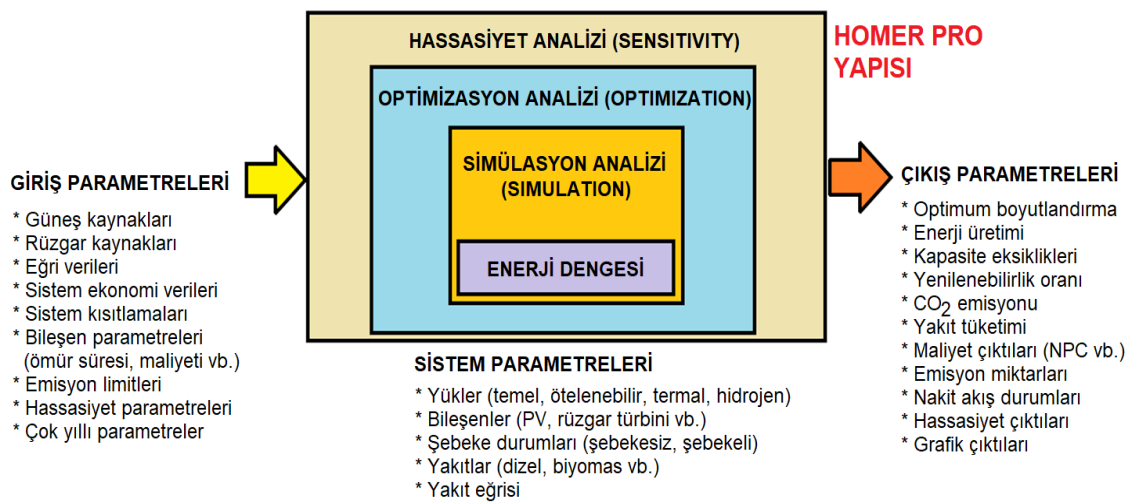 HASSASİYET ANALİZİ (SENSITIVITY)
HOMER PRO
YAPISI
OPTİMİZASYON ANALİZİ (OPTIMIZATION)
SİMÜLASYON ANALİZİ
(SIMULATION)
ENERJİ DENGESİ
GİRİŞ PARAMETRELERİ
* Güneş kaynakları
* Rüzgar kaynakları
* Eğri verileri
* Sistem ekonomi verileri
* Sistem kısıtlamaları
* Bileşen parametreleri
(ömür süresi, maliyeti vb.)
* Emisyon limitleri
* Hassasiyet parametreleri
* Çok yıllı parametreler
SİSTEM PARAMETRELERİ
* Yükler (temel, ötelenebilir, termal, hidrojen)
* Bileşenler (PV, rüzgar türbini vb.)
* Şebeke durumları (şebekesiz, şebekeli)
* Yakıtlar (dizel, biyomas vb.)
* Yakıt eğrisi
ÇIKIŞ PARAMETRELERİ
* Optimum boyutlandırma
* Enerji üretimi
* Kapasite eksiklikleri
* Yenilenebilirlik oranı
* CO2 emisyonu
* Yakıt tüketimi
* Maliyet çıktıları (NPC vb.)
* Emisyon miktarları
* Nakit akış durumları
* Hassasiyet çıktıları
* Grafik çıktıları